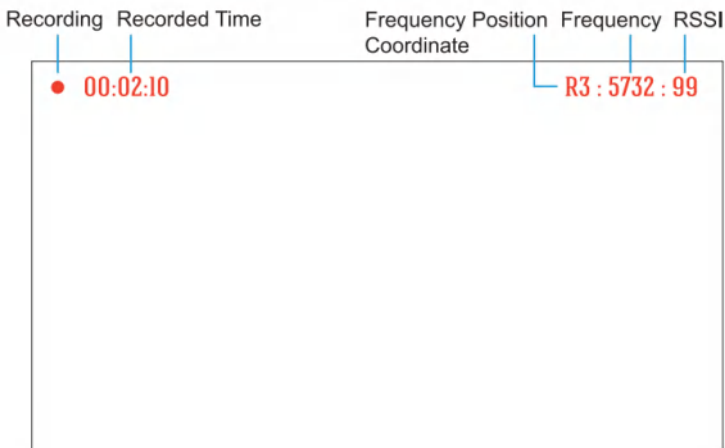 Recording Recorded Time Frequency Position Frequency RSSI
Coordinate
00:02:10 R3 : 5732 : 99